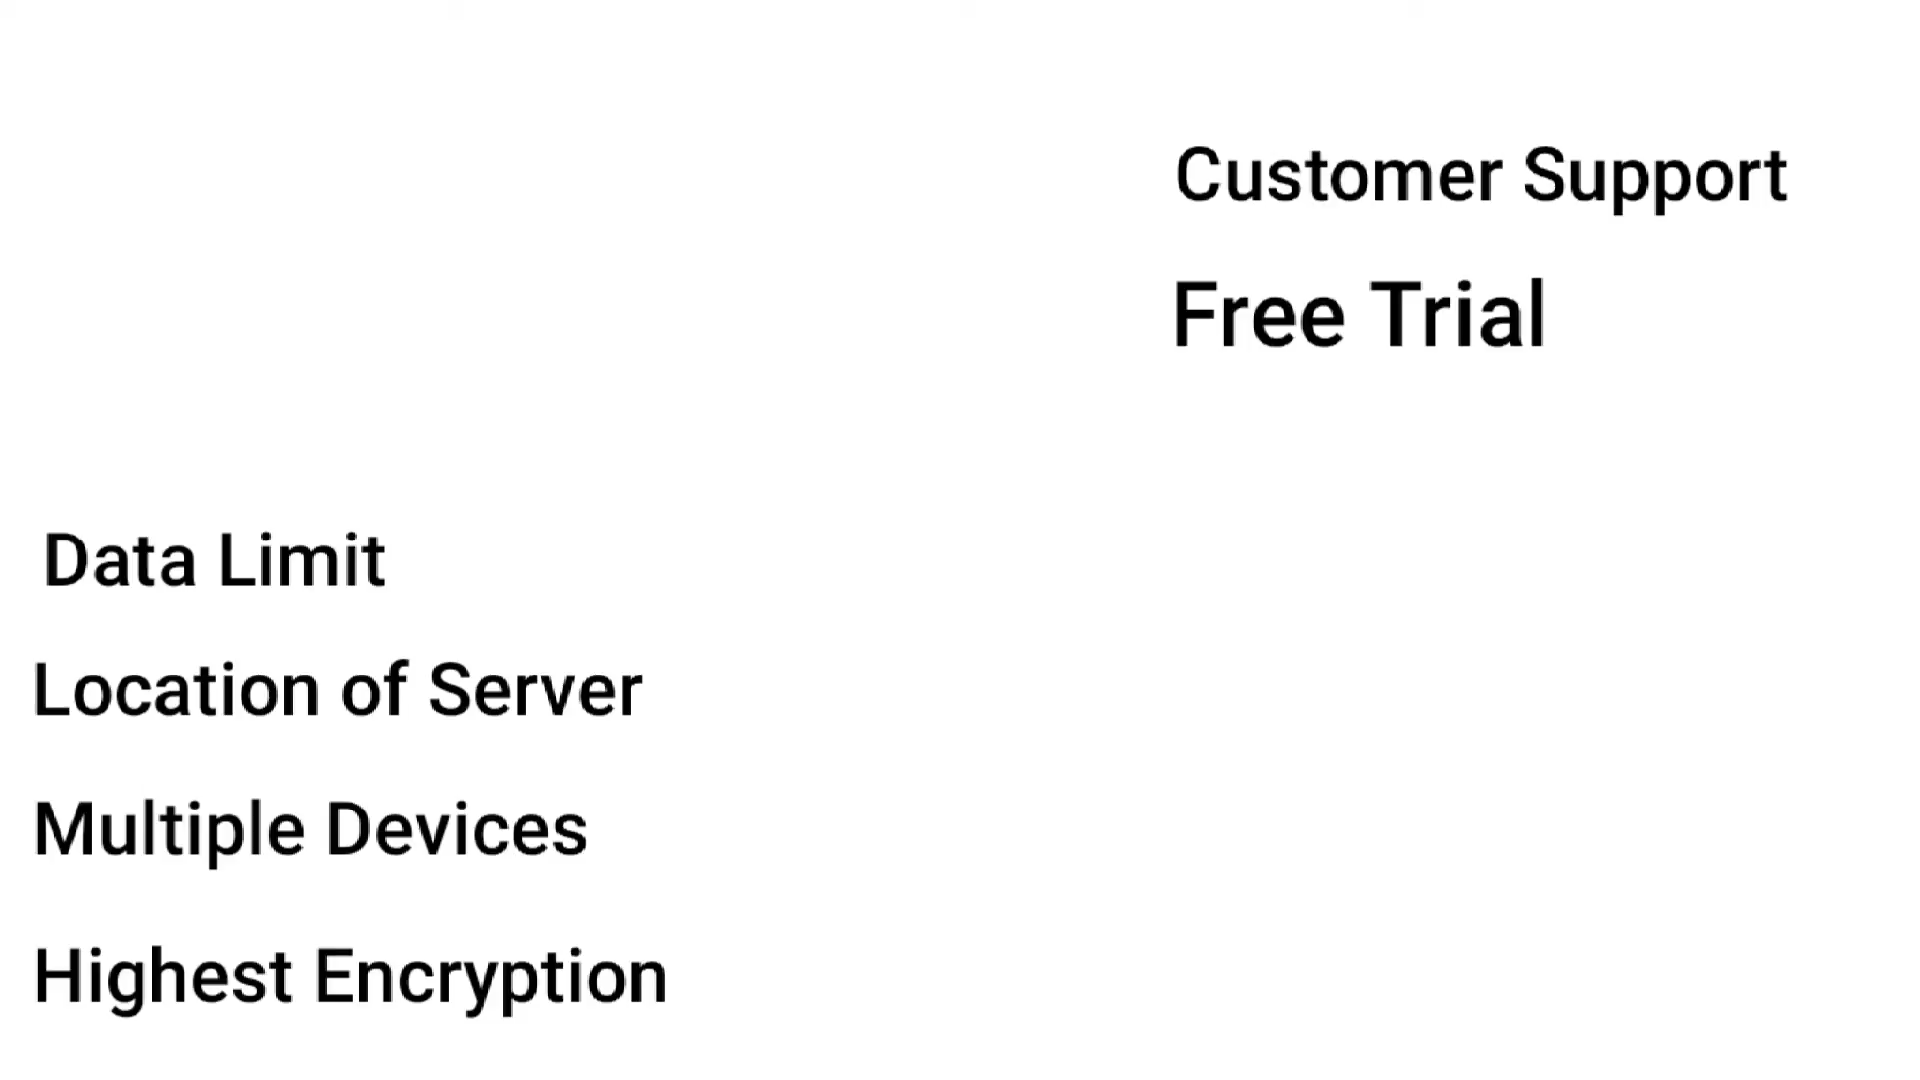 Customer Support
Free Trial
Data Limit
Location of Server
Multiple Devices
Highest Encryption